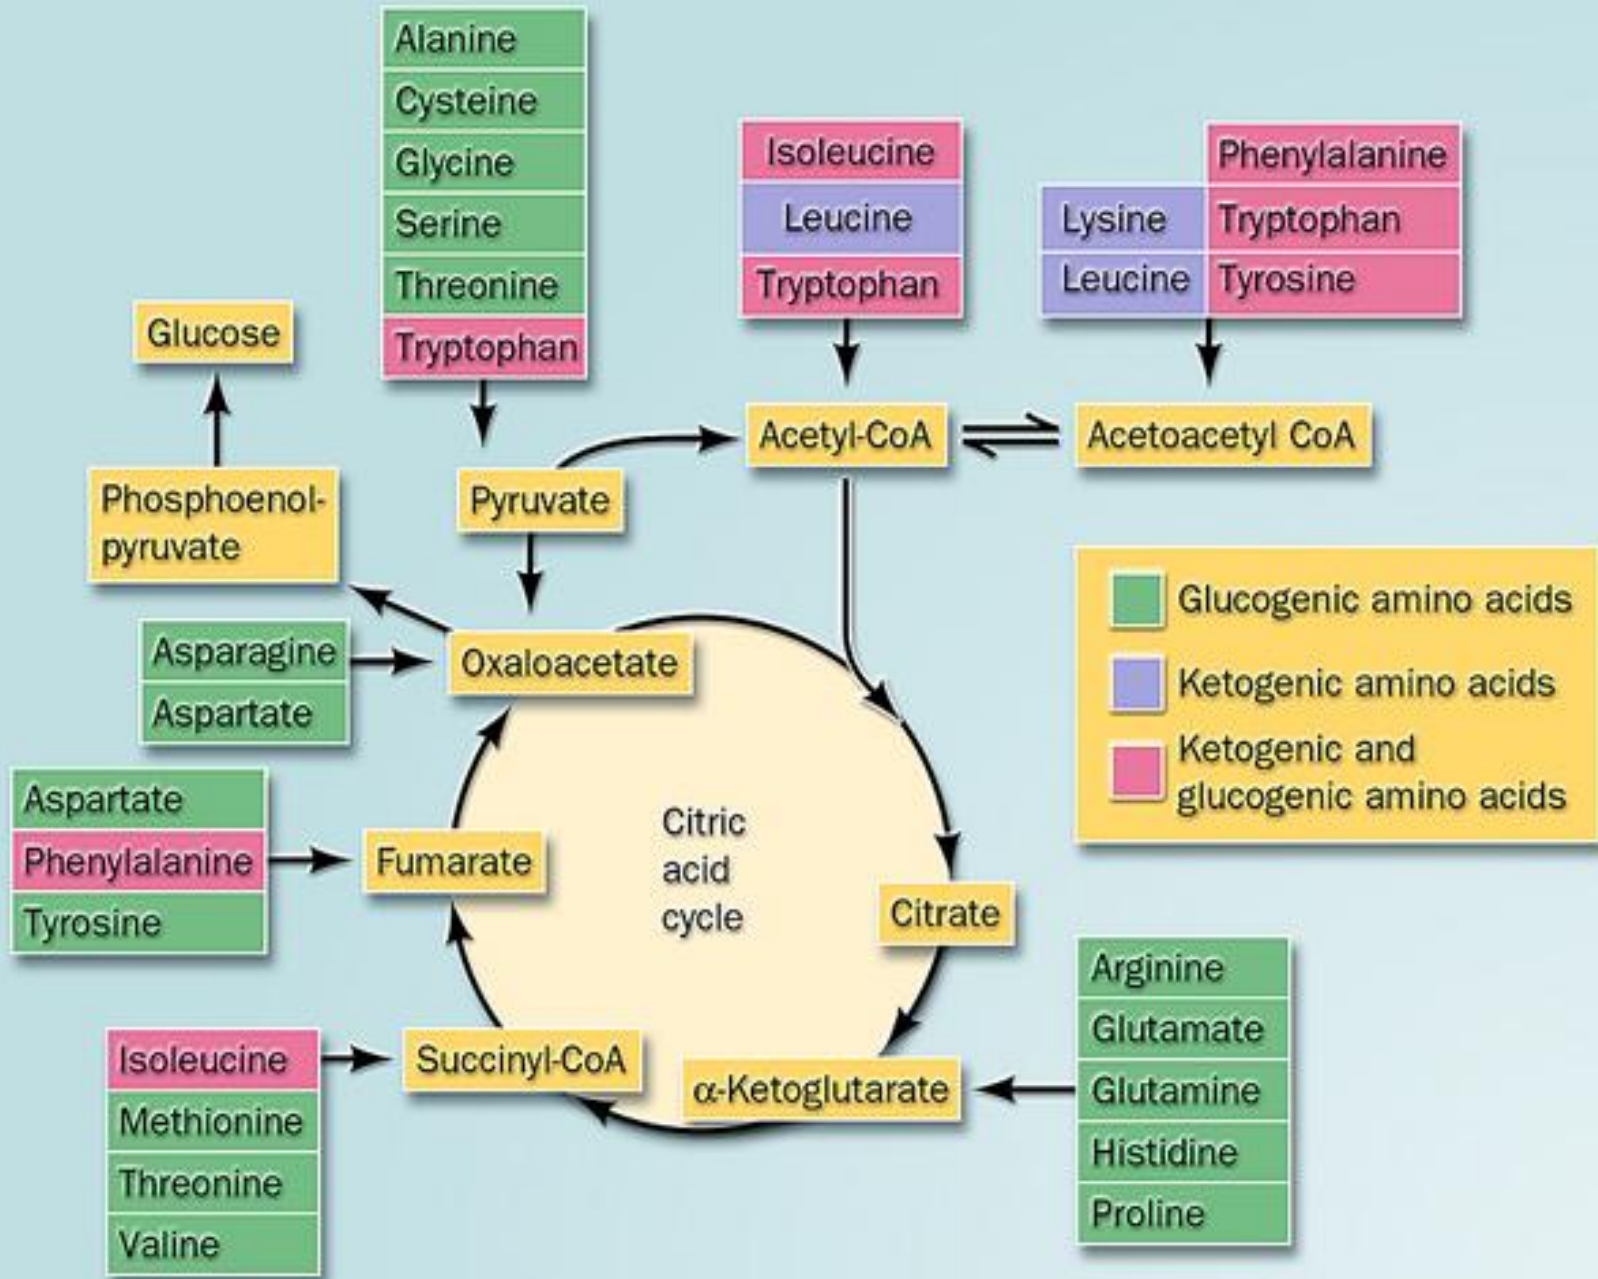 Alanine
Cysteine
Glycine
Serine
Threonine
Tryptophan
Isoleucine
Leucine
Tryptophan
Phenylalanine
Lysine Tryptophan
Leucine Tyrosine
Glucose
Phosphoenol-
pyruvate
Pyruvate
Acetyl-CoA
Acetoacetyl CoA
Glucogenic amino acids
Ketogenic amino acids
Ketogenic and
glucogenic amino acids
Asparagine
Aspartate
Oxaloacetate
Aspartate
Phenylalanine
Tyrosine
Fumarate
Citric
acid
cycle
Citrate
Isoleucine
Methionine
Threonine
Valine
Succinyl-CoA
α-Ketoglutarate
Arginine
Glutamate
Glutamine
Histidine
Proline